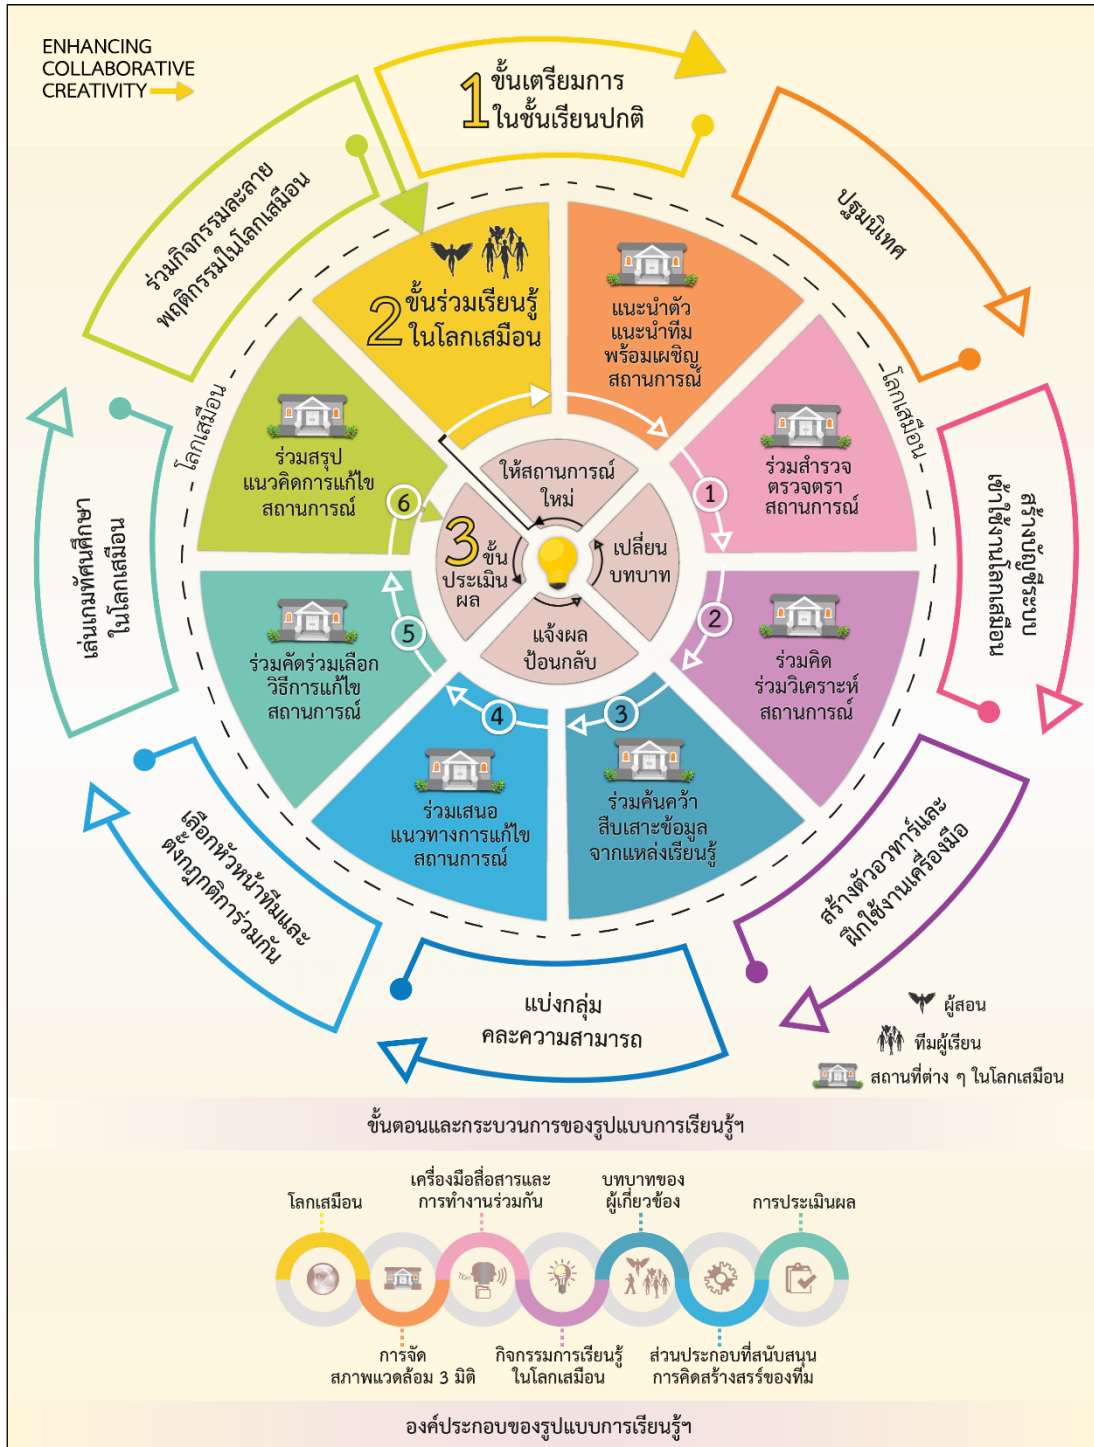 ENHANCING
COLLABORATIVE
CREATIVITY
1 ขั้นเตรียมการ
ในชั้นเรียนปกติ
ปฐมนิเทศ
สร้างบัญชีระบบ
เข้าใช้งานโลกเสมือน
สร้างตัวอวทาร์และ
ฝึกใช้งานเครื่องมือ
แบ่งกลุ่ม
คละความสามารถ
เลือกหัวหน้าทีมและ
ตั้งกฎกติการ่วมกัน
เล่นเกมทัศนศึกษา
ในโลกเสมือน
ร่วมกิจกรรมละลาย
พฤติกรรมในโลกเสมือน
โลกเสมือน
โลกเสมือน
2 ขั้นร่วมเรียนรู้
ในโลกเสมือน
แนะนำตัว
แนะนำทีม
พร้อมเผชิญ
สถานการณ์
1
ร่วมสำรวจ
ตรวจตรา
สถานการณ์
2
ร่วมคิด
ร่วมวิเคราะห์
สถานการณ์
3
ร่วมค้นคว้า
สืบเสาะข้อมูล
จากแหล่งเรียนรู้
4
ร่วมเสนอ
แนวทางการแก้ไข
สถานการณ์
5
ร่วมคัดร่วมเลือก
วิธีการแก้ไข
สถานการณ์
6
ร่วมสรุป
แนวคิดการแก้ไข
สถานการณ์
3 ขั้น
ประเมิน
ผล
แจ้งผล
ป้อนกลับ
เปลี่ยน
บทบาท
ให้สถานการณ์
ใหม่
ผู้สอน
ทีมผู้เรียน
สถานที่ต่าง ๆ ในโลกเสมือน
ขั้นตอนและกระบวนการของรูปแบบการเรียนรู้ฯ
โลกเสมือน
เครื่องมือสื่อสารและ
การทำงานร่วมกัน
บทบาทของ
ผู้เกี่ยวข้อง
การประเมินผล
TEXT
การจัด
สภาพแวดล้อม 3 มิติ
กิจกรรมการเรียนรู้
ในโลกเสมือน
ส่วนประกอบที่สนับสนุน
การคิดสร้างสรร์ของทีม
องค์ประกอบของรูปแบบการเรียนรู้ฯ